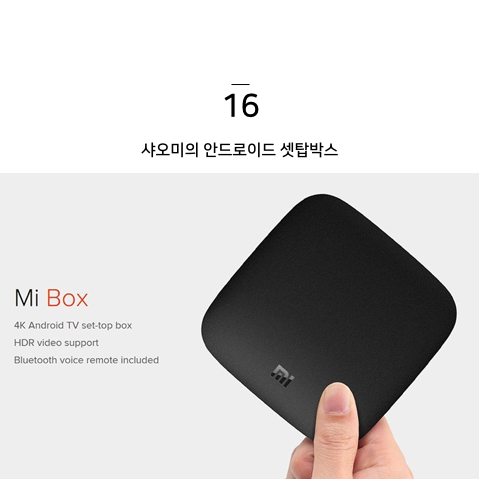 16
샤오미의 안드로이드 셋탑박스
Mi Box
4K Android TV set-top box
HDR video support
Bluetooth voice remote included
mi